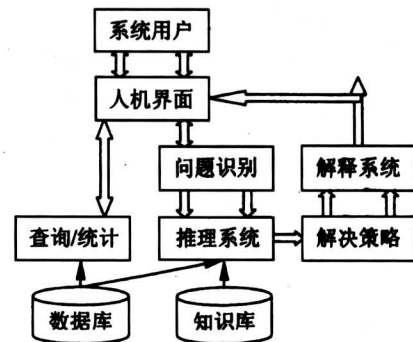 系统用户
人机界面
问题识别
解释系统
查询/统计
推理系统
解决策略
数据库
知识库